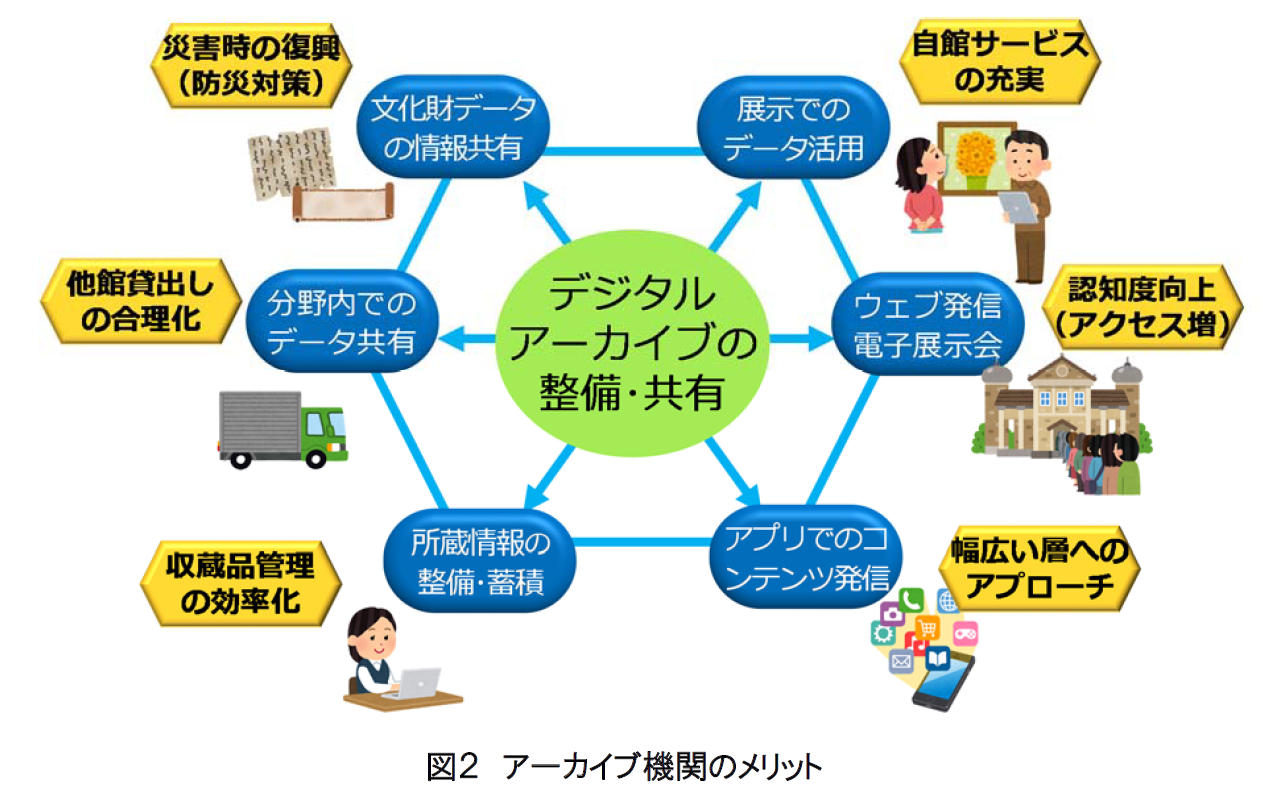 災害時の復興
（防災対策）
文化財データ
の情報共有
展示での
データ活用
自館サービス
の充実
他館貸出し
の合理化
分野内での
データ共有
デジタル
アーカイブの
整備・共有
ウェブ発信
電子展示会
認知度向上
（アクセス増）
収蔵品管理
の効率化
所蔵情報の
整備・蓄積
アプリでのコ
ンテンツ発信
幅広い層への
アプローチ
図２　アーカイブ機関のメリット